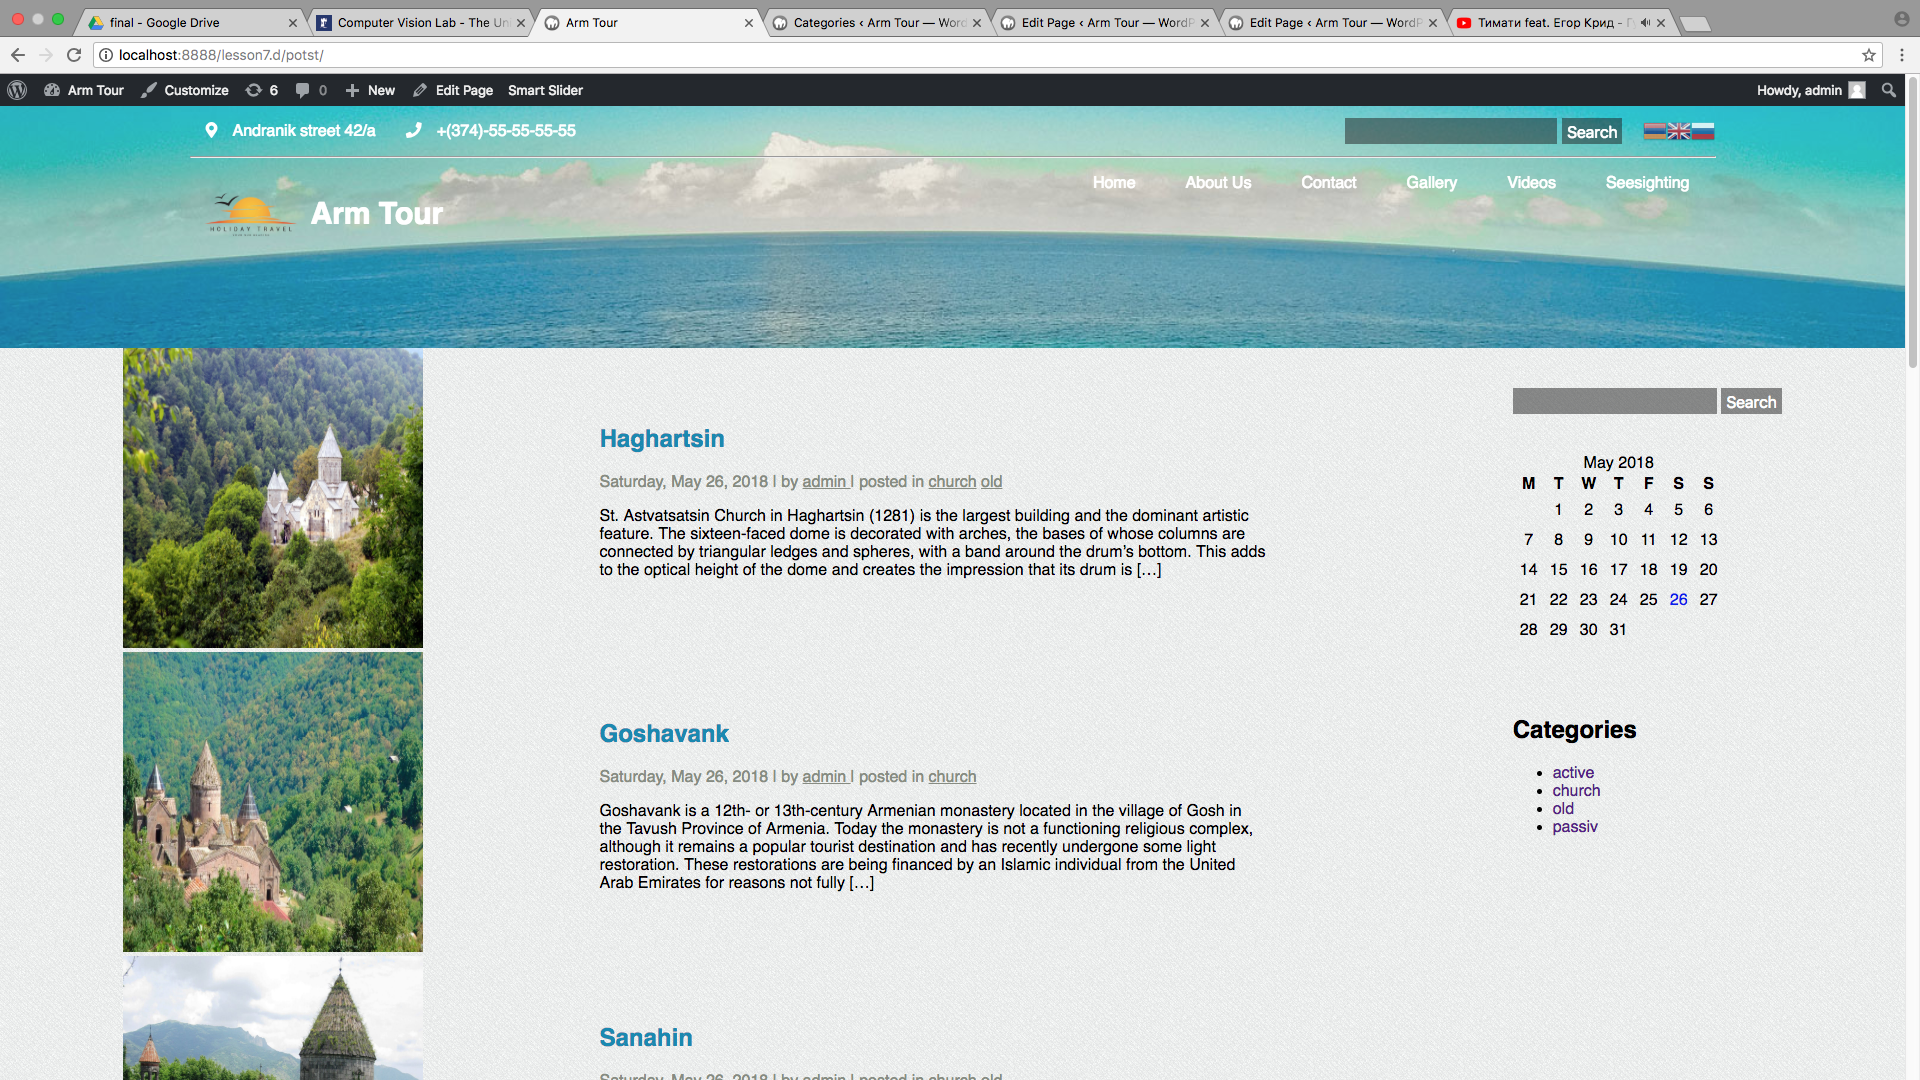 final - Google Drive
Computer Vision Lab - The Un
Arm Tour
Categories ‹ Arm Tour — Word
Edit Page ‹ Arm Tour — WordP
Edit Page ‹ Arm Tour — WordP
Тимати feat. Егор Крид -
localhost:8888/lesson7.d/potst/
Arm Tour
Customize
6
0
New
Edit Page
Smart Slider
Howdy, admin
Andranik street 42/a
+(374)-55-55-55-55
Search
Home
About Us
Contact
Gallery
Videos
Seesighting
HOLIDAY TRAVEL
Arm Tour
Haghartsin
Saturday, May 26, 2018 | by admin | posted in church old
St. Astvatsatsin Church in Haghartsin (1281) is the largest building and the dominant artistic
feature. The sixteen-faced dome is decorated with arches, the bases of whose columns are
connected by triangular ledges and spheres, with a band around the drum’s bottom. This adds
to the optical height of the dome and creates the impression that its drum is […]
Goshavank
Saturday, May 26, 2018 | by admin | posted in church
Goshavank is a 12th- or 13th-century Armenian monastery located in the village of Gosh in
the Tavush Province of Armenia. Today the monastery is not a functioning religious complex,
although it remains a popular tourist destination and has recently undergone some light
restoration. These restorations are being financed by an Islamic individual from the United
Arab Emirates for reasons not fully […]
Sanahin
Saturday, May 26, 2018 | by admin | posted in church old
Search
May 2018
M T W T F S S
1 2 3 4 5 6
7 8 9 10 11 12 13
14 15 16 17 18 19 20
21 22 23 24 25 26 27
28 29 30 31
Categories
active
church
old
passiv